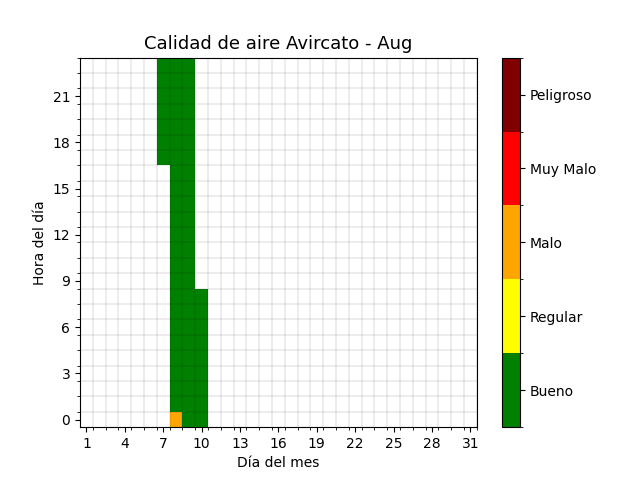 Calidad de aire Avircato - Aug
Hora del día
21
18
15
12
9
6
3
0
1 4 7 10 13 16 19 22 25 28 31
Día del mes
Peligroso
Muy Malo
Malo
Regular
Bueno